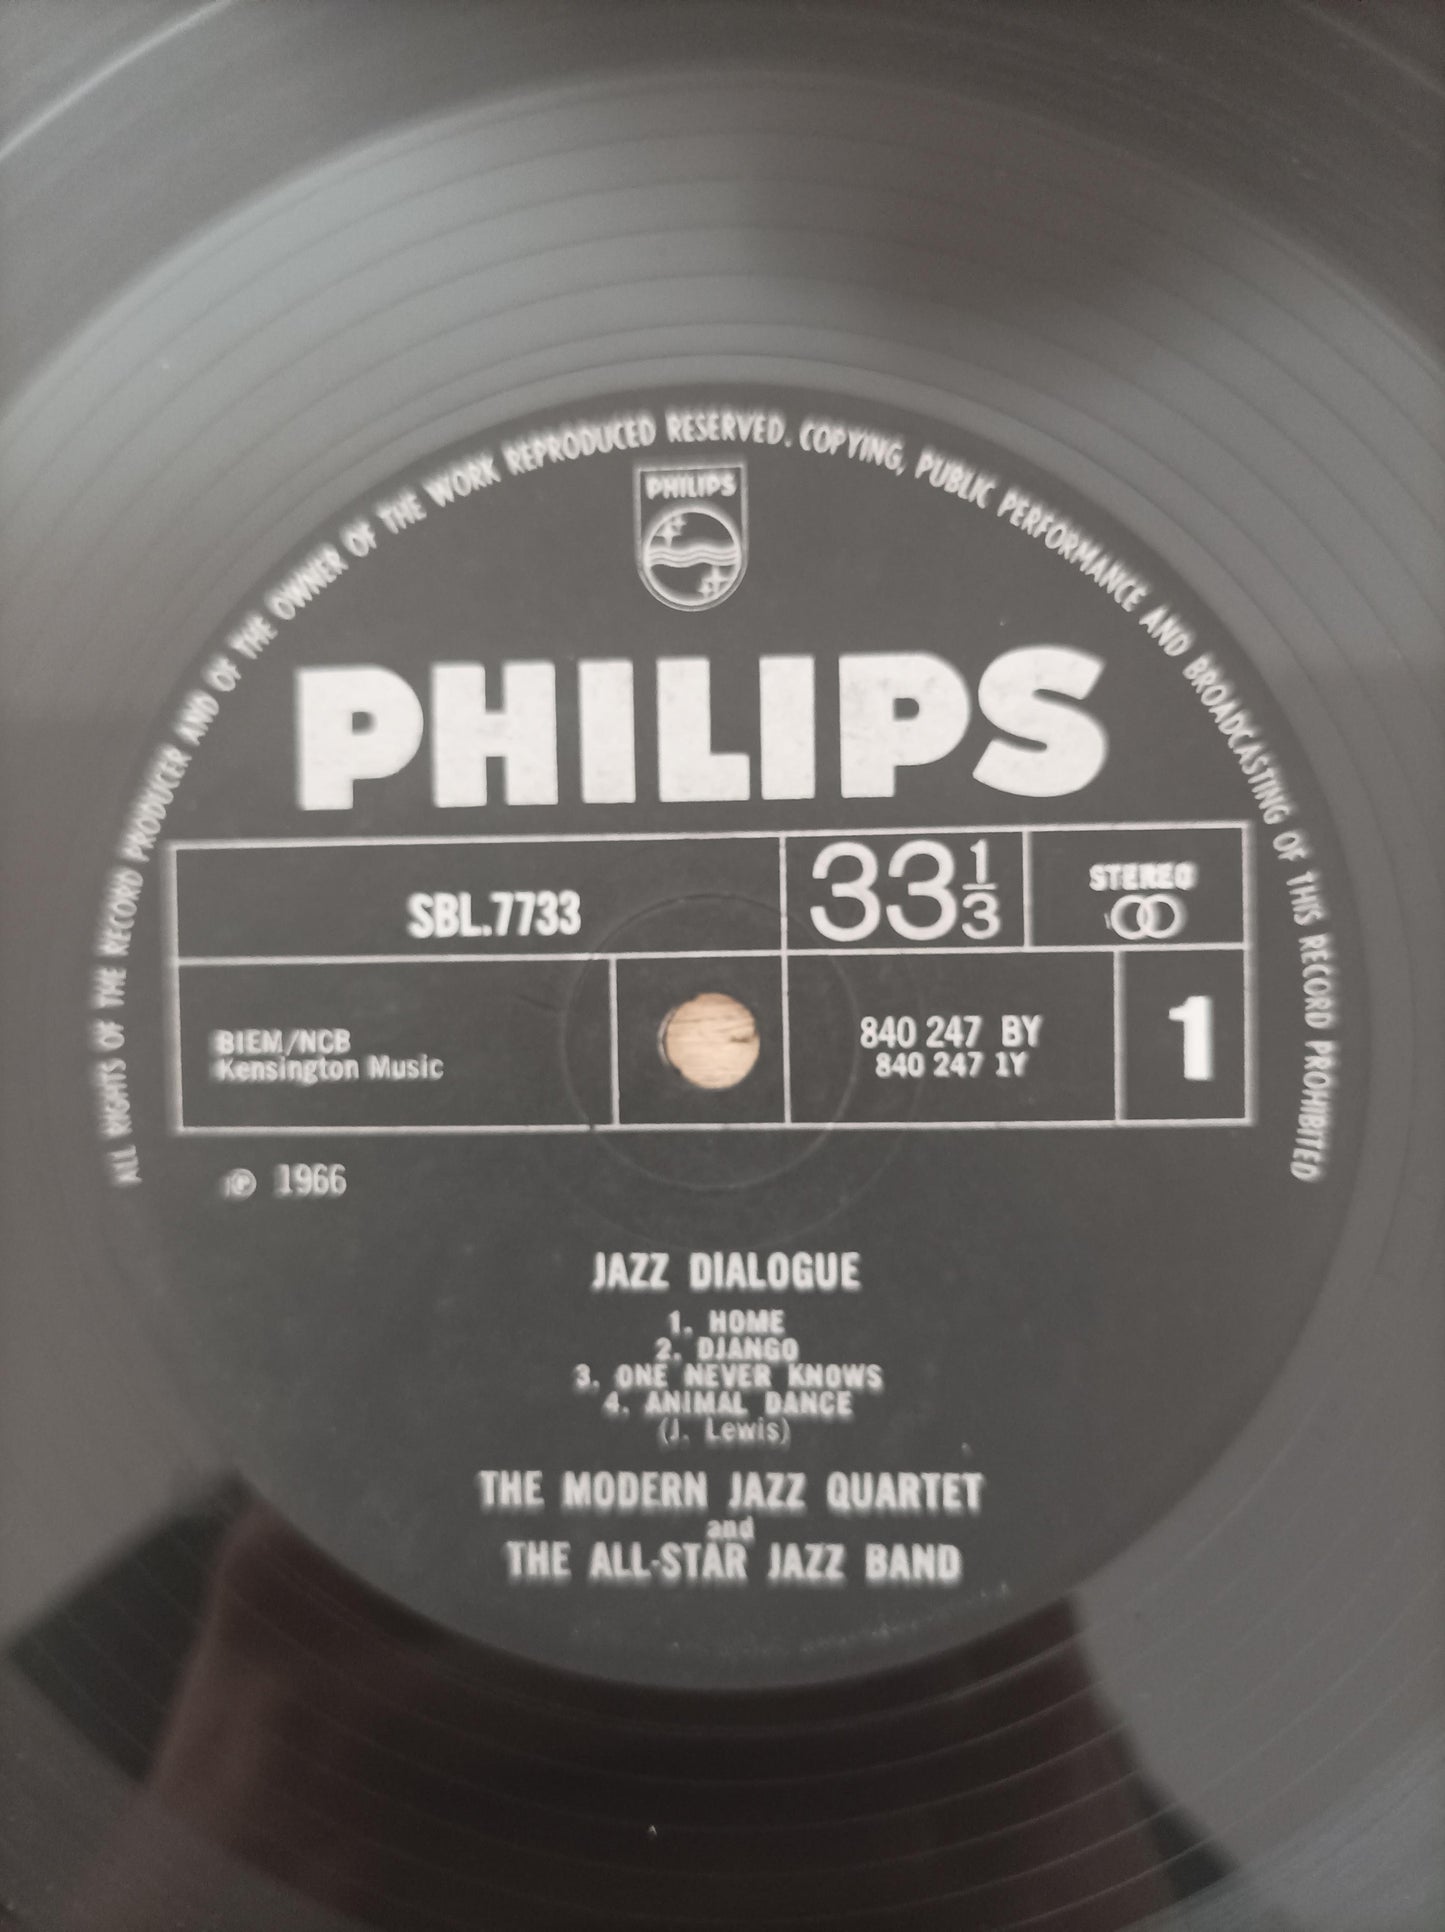 ALL RIGHTS OF THE RECORD PRODUCER AND OF THE OWNER OF THE WORK REPRODUCED RESERVED. COPYING, PUBLIC PERFORMANCE AND BROADCASTING OF THIS RECORD PROHIBITED
PHILIPS
PHILIPS
SBL.7733
33 1/3
STEREO
BIEM/NCB
Kensington Music
840 247 BY
840 247 1Y
1
℗ 1966
JAZZ DIALOGUE
1. HOME
2. DJANGO
3. ONE NEVER KNOWS
4. ANIMAL DANCE
(J. Lewis)
THE MODERN JAZZ QUARTET
and
THE ALL-STAR JAZZ BAND